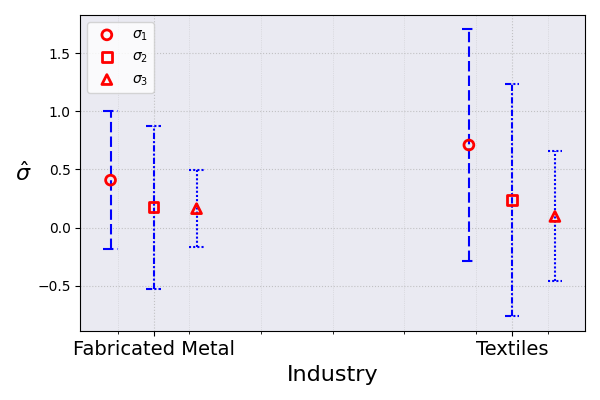 σ₁
σ₂
σ₃
1.5
1.0
0.5
0.0
−0.5
σ̂
Fabricated Metal Textiles
Industry